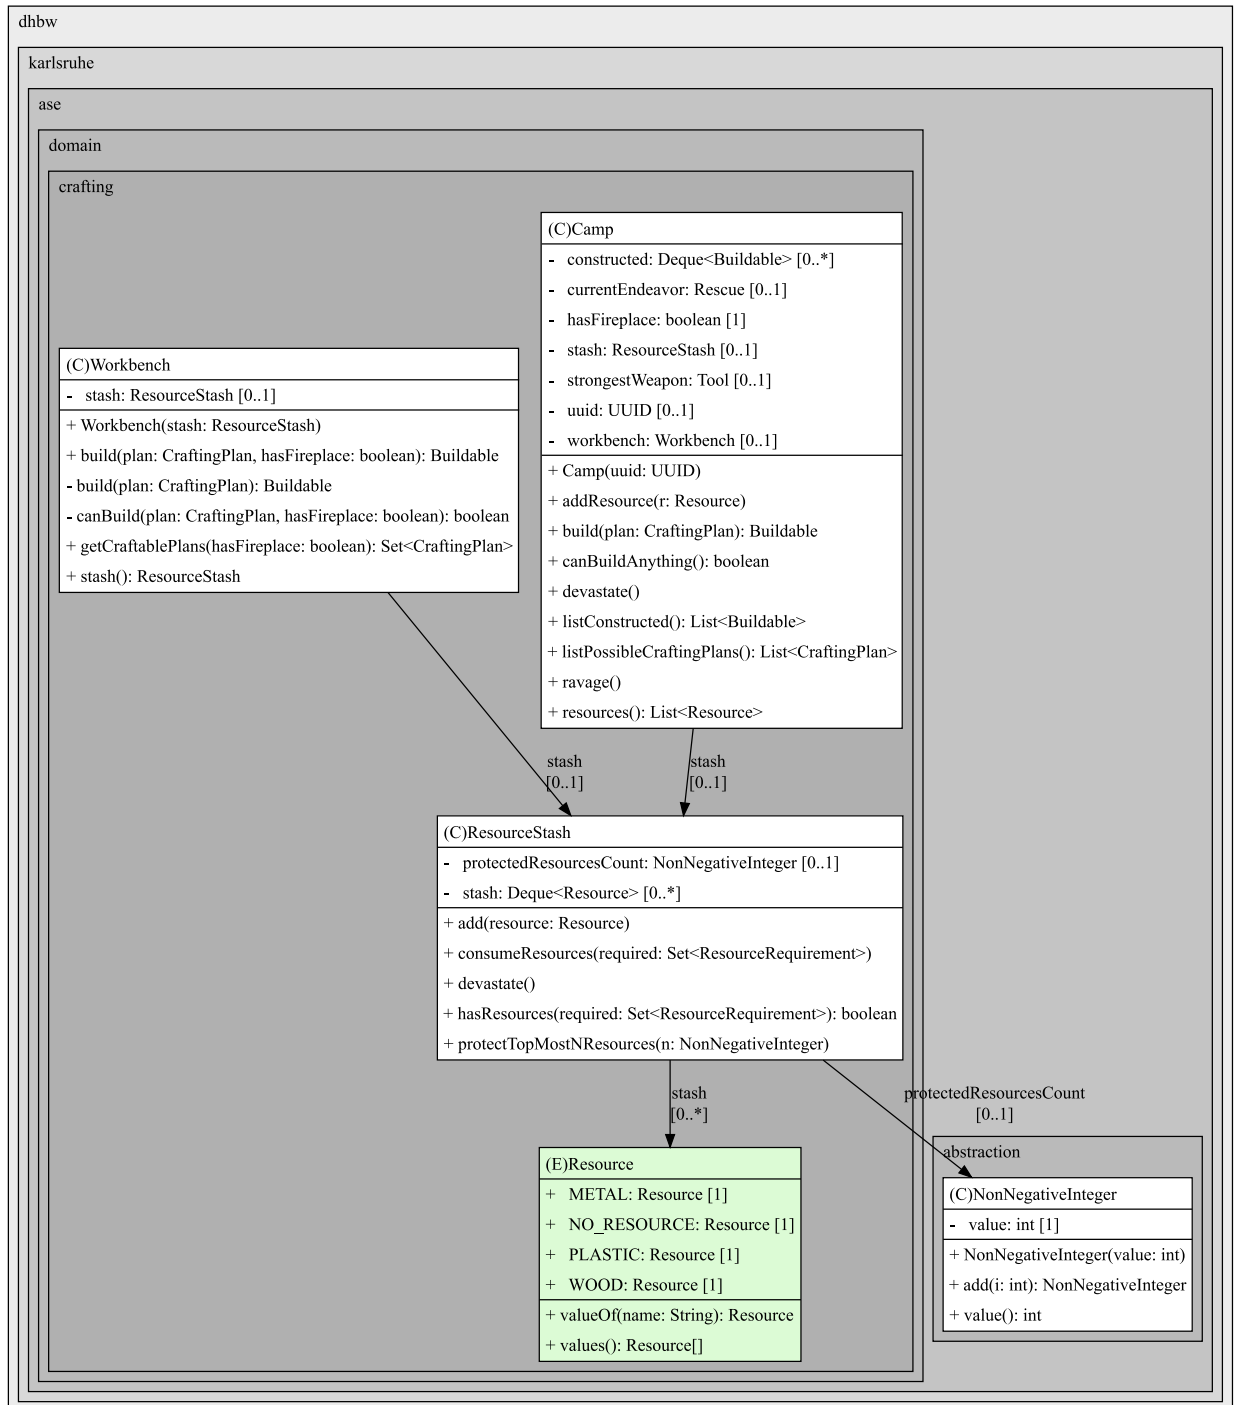 dhbw
karlsruhe
ase
domain
crafting
(C)Camp
- constructed: Deque<Buildable> [0..*]
- currentEndeavor: Rescue [0..1]
- hasFireplace: boolean [1]
- stash: ResourceStash [0..1]
- strongestWeapon: Tool [0..1]
- uuid: UUID [0..1]
- workbench: Workbench [0..1]
+ Camp(uuid: UUID)
+ addResource(r: Resource)
+ build(plan: CraftingPlan): Buildable
+ canBuildAnything(): boolean
+ devastate()
+ listConstructed(): List<Buildable>
+ listPossibleCraftingPlans(): List<CraftingPlan>
+ ravage()
+ resources(): List<Resource>
(C)Workbench
- stash: ResourceStash [0..1]
+ Workbench(stash: ResourceStash)
+ build(plan: CraftingPlan, hasFireplace: boolean): Buildable
- build(plan: CraftingPlan): Buildable
- canBuild(plan: CraftingPlan, hasFireplace: boolean): boolean
+ getCraftablePlans(hasFireplace: boolean): Set<CraftingPlan>
+ stash(): ResourceStash
stash
[0..1]
stash
[0..1]
(C)ResourceStash
- protectedResourcesCount: NonNegativeInteger [0..1]
- stash: Deque<Resource> [0..*]
+ add(resource: Resource)
+ consumeResources(required: Set<ResourceRequirement>)
+ devastate()
+ hasResources(required: Set<ResourceRequirement>): boolean
+ protectTopMostNResources(n: NonNegativeInteger)
stash
[0..*]
protectedResourcesCount
[0..1]
(E)Resource
+ METAL: Resource [1]
+ NO_RESOURCE: Resource [1]
+ PLASTIC: Resource [1]
+ WOOD: Resource [1]
+ valueOf(name: String): Resource
+ values(): Resource[]
abstraction
(C)NonNegativeInteger
- value: int [1]
+ NonNegativeInteger(value: int)
+ add(i: int): NonNegativeInteger
+ value(): int